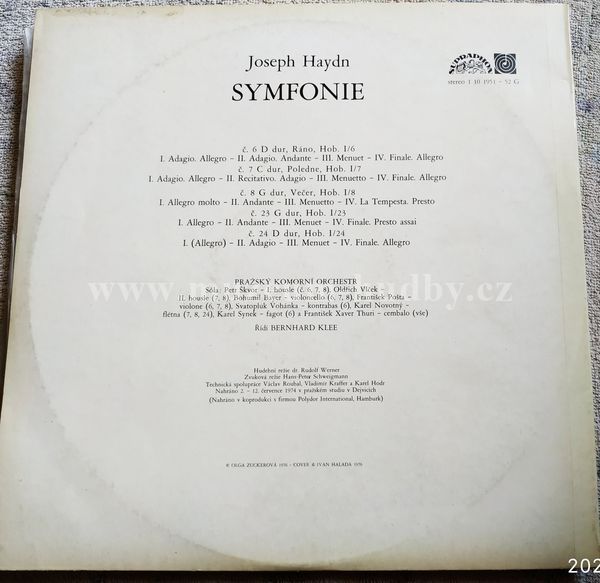 Joseph Haydn
SUPRAPHON
stereo 1 10 1951 - 52 G
SYMFONIE
č. 6 D dur, Ráno, Hob. I/6
I. Adagio. Allegro – II. Adagio. Andante – III. Menuet – IV. Finale. Allegro
č. 7 C dur, Poledne, Hob. I/7
I. Adagio. Allegro – II. Recitativo. Adagio – III. Menuetto – IV. Finale. Allegro
č. 8 G dur, Večer, Hob. I/8
I. Allegro molto – II. Andante – III. Menuetto – IV. La Tempesta. Presto
č. 23 G dur, Hob. I/23
I. Allegro – II. Andante – III. Menuet – IV. Finale. Presto assai
č. 24 D dur, Hob. I/24
I. (Allegro) – II. Adagio – III. Menuet – IV. Finale. Allegro
PRAŽSKÝ KOMORNÍ ORCHESTR
Sóla: Petr Škvor – I. housle (č. 6, 7, 8), Oldřich Vlček –
II. housle (7, 8), Bohumil Bayer – violoncello (6, 7, 8), František Pošta –
violone (6, 7, 8), Svatopluk Vohánka – kontrabas (6), Karel Novotný –
flétna (7, 8, 24), Karel Synek – fagot (6) a František Xaver Thuri – cembalo (vše)
Řídí BERNHARD KLEE
Hudební režie dr. Rudolf Werner
Zvuková režie Hans-Peter Schweigmann
Technická spolupráce Václav Roubal, Vladimír Kraffer a Karel Hodr
Nahráno 2. – 12. července 1974 v pražském studiu v Dejvicích
(Nahráno v koprodukci s firmou Polydor International, Hamburk)
© OLGA ZUCKEROVÁ 1976 – COVER & IVAN HALADA 1976
202